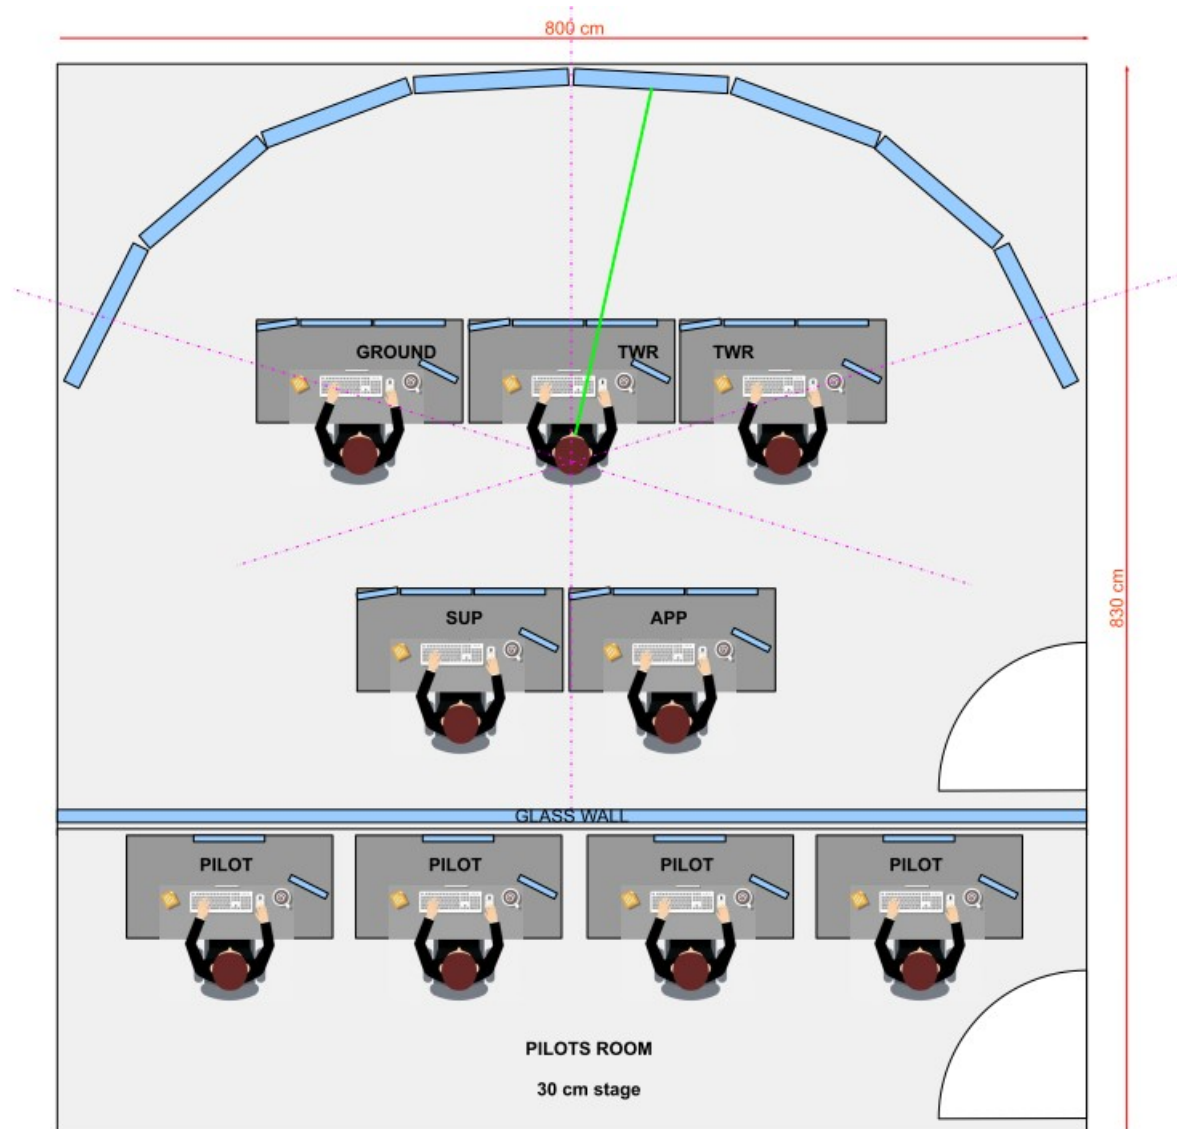 800 cm
GROUND
TWR
TWR
830 cm
SUP
APP
GLASS WALL
PILOT
PILOT
PILOT
PILOT
PILOTS ROOM
30 cm stage